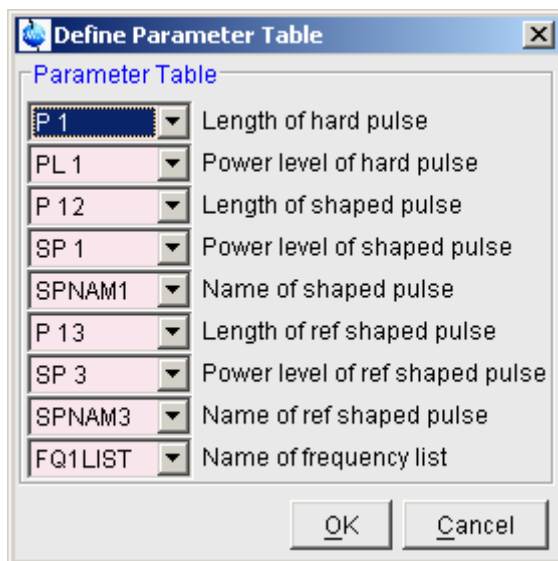 Define Parameter Table
Parameter Table
P 1 Length of hard pulse
PL 1 Power level of hard pulse
P 12 Length of shaped pulse
SP 1 Power level of shaped pulse
SPNAM1 Name of shaped pulse
P 13 Length of ref shaped pulse
SP 3 Power level of ref shaped pulse
SPNAM3 Name of ref shaped pulse
FQ1LIST Name of frequency list
OK Cancel